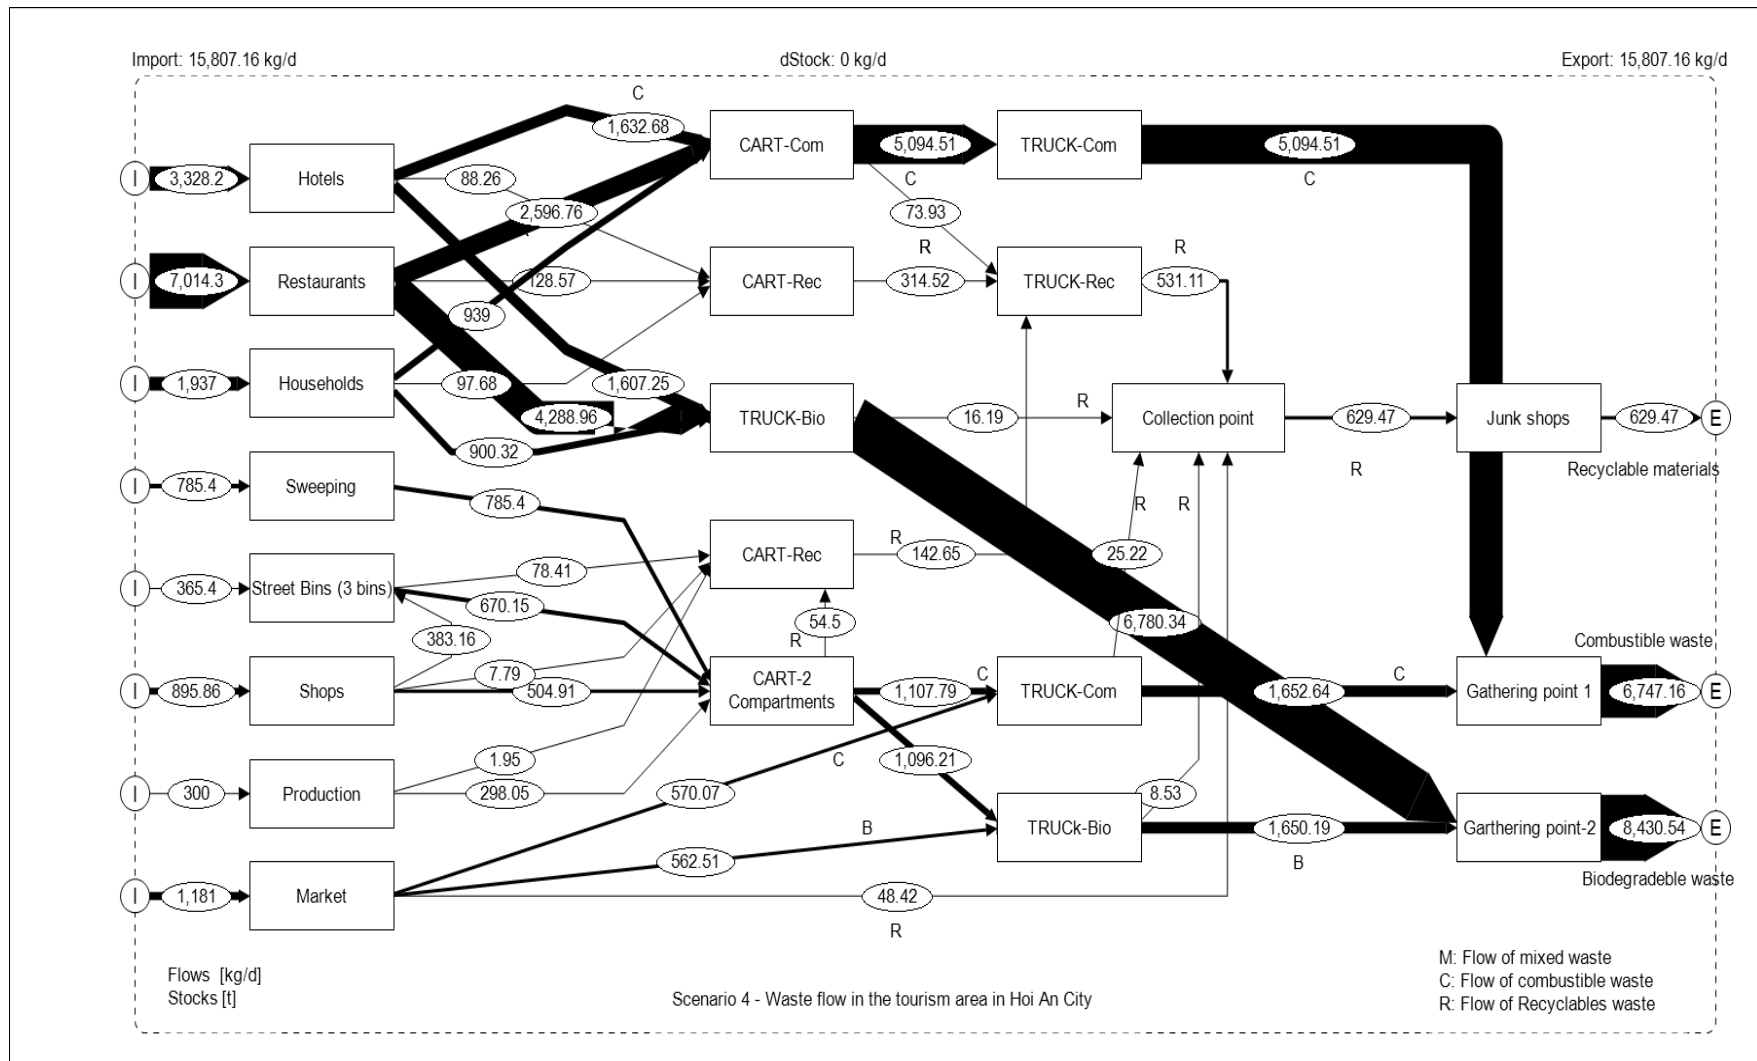 Import: 15,807.16 kg/d
dStock: 0 kg/d
Export: 15,807.16 kg/d
C
1,632.68
CART-Com
5,094.51
TRUCK-Com
5,094.51
C
C
I
3,328.2
Hotels
88.26
2,596.76
73.93
R
R
I
7,014.3
Restaurants
128.57
CART-Rec
314.52
TRUCK-Rec
531.11
939
I
1,937
Households
97.68
1,607.25
4,288.96
TRUCK-Bio
16.19
R
Collection point
629.47
Junk shops
629.47
E
900.32
R
Recyclable materials
I
785.4
Sweeping
785.4
R
R
CART-Rec
R
142.65
25.22
I
365.4
Street Bins (3 bins)
78.41
670.15
54.5
6,780.34
383.16
R
Combustible waste
I
895.86
Shops
7.79
504.91
CART-2
Compartments
1,107.79
C
TRUCK-Com
1,652.64
C
Gathering point 1
6,747.16
E
1.95
1,096.21
C
I
300
Production
298.05
570.07
8.53
B
TRUCk-Bio
1,650.19
Garthering point-2
8,430.54
E
562.51
B
Biodegradeble waste
I
1,181
Market
48.42
R
Flows [kg/d]
Stocks [t]
Scenario 4 - Waste flow in the tourism area in Hoi An City
M: Flow of mixed waste
C: Flow of combustible waste
R: Flow of Recyclables waste